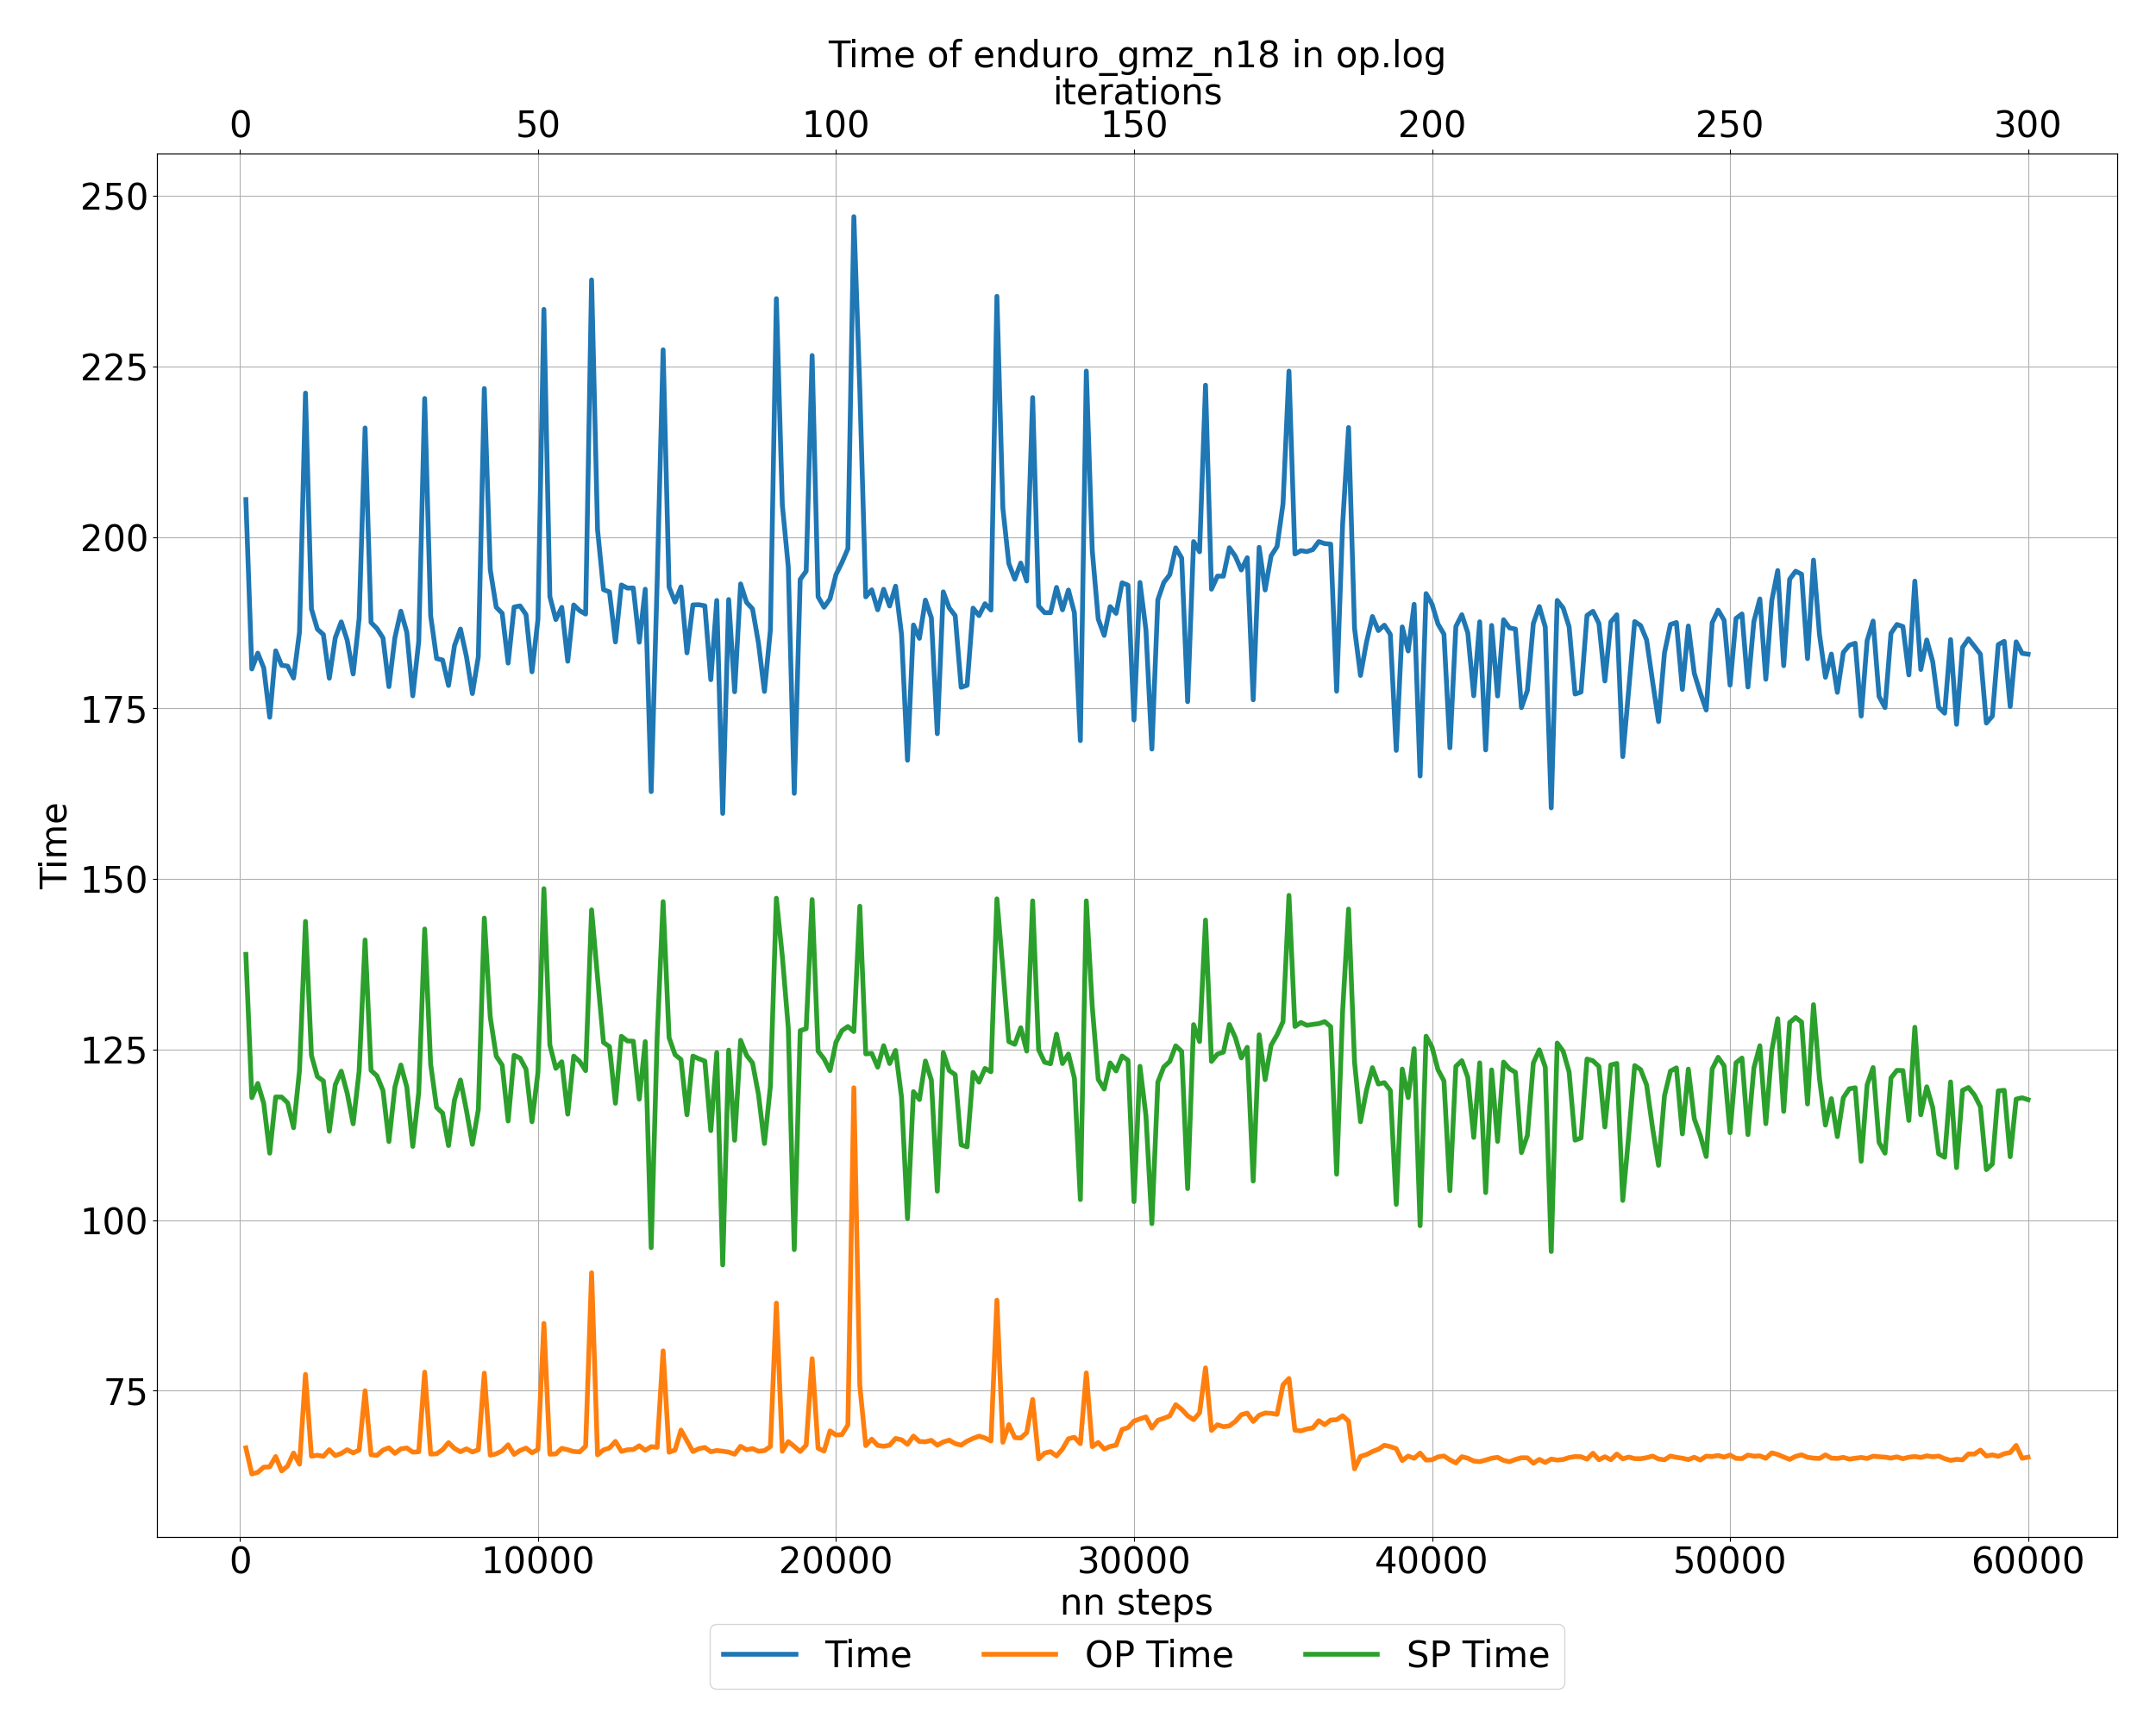 Time of enduro_gmz_n18 in op.log
iterations
0 50 100 150 200 250 300
250
225
200
175
150
125
100
75
Time
0 10000 20000 30000 40000 50000 60000
nn steps
Time OP Time SP Time